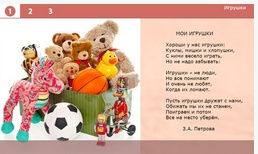 1 2 3
Игрушки
МОИ ИГРУШКИ
Хороши у нас игрушки:
Куклы, мишки и хлопушки,
С ними весело играть,
Но не надо забывать:
Игрушки – не люди,
Но все понимают
И очень не любят,
Когда их ломают.
Пусть игрушки дружат с нами,
Обижать мы их не станем,
Поиграем и потом
Все на место уберём.
З.А. Петрова